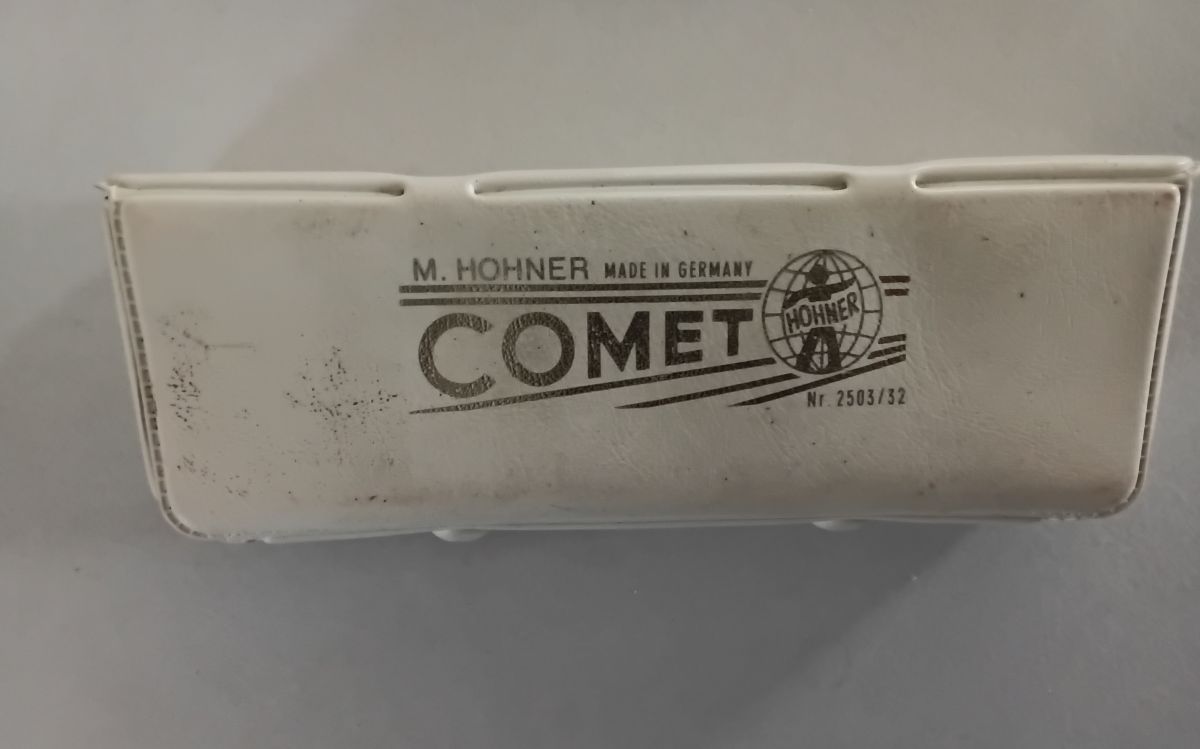 M. HOHNER MADE IN GERMANY
COMET
HOHNER
Nr. 2503/32